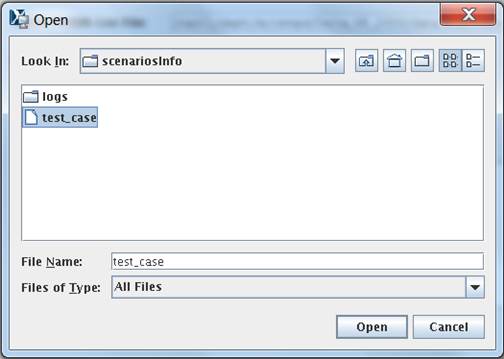 Open
Look In: scenariosInfo
logs
test_case
File Name: test_case
Files of Type: All Files
Open Cancel